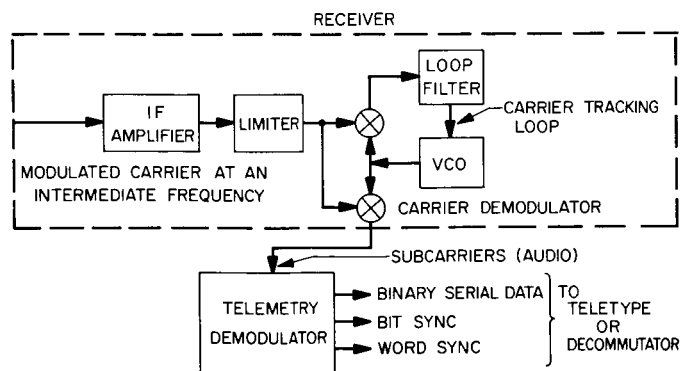 RECEIVER
LOOP
FILTER
CARRIER TRACKING
LOOP
IF
AMPLIFIER
LIMITER
VCO
MODULATED CARRIER AT AN
INTERMEDIATE FREQUENCY
CARRIER DEMODULATOR
SUBCARRIERS (AUDIO)
TELEMETRY
DEMODULATOR
BINARY SERIAL DATA
BIT SYNC
WORD SYNC
TO
TELETYPE
OR
DECOMMUTATOR